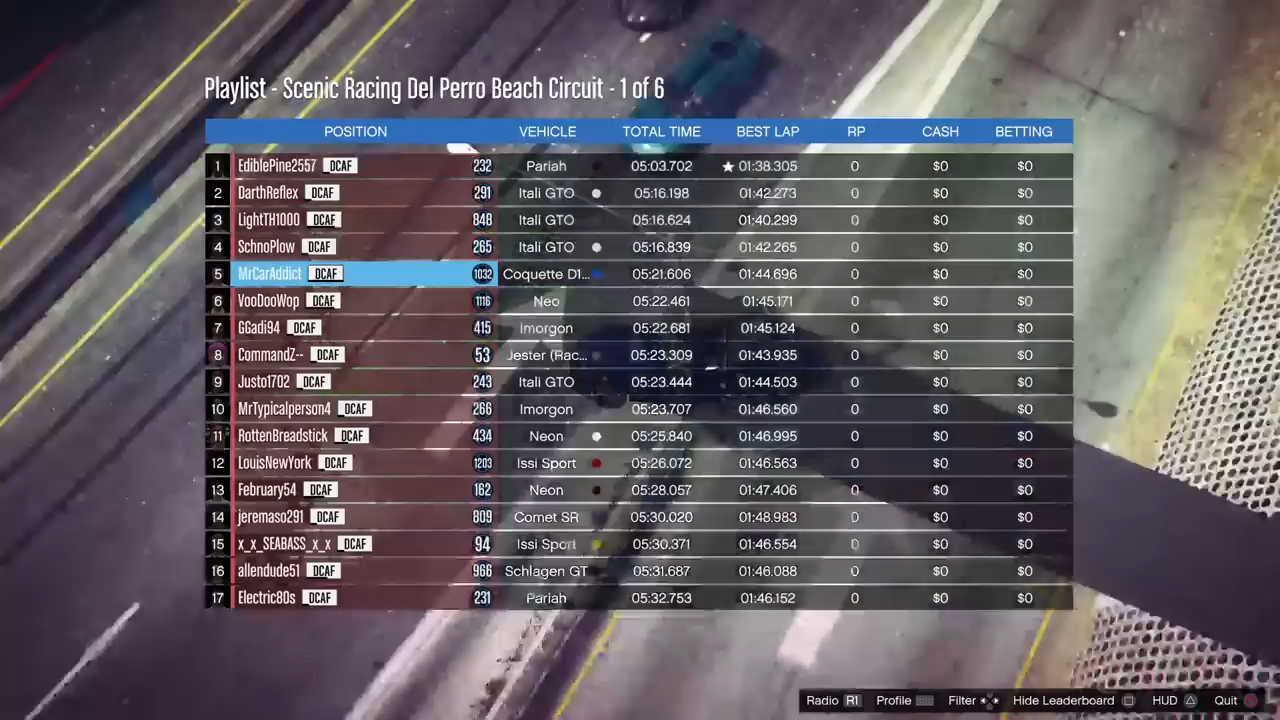 Playlist - Scenic Racing Del Perro Beach Circuit - 1 of 6
POSITION VEHICLE TOTAL TIME BEST LAP RP CASH BETTING
1 EdiblePine2557 DCAF 232 Pariah 05:03.702 ★ 01:38.305 0 $0 $0
2 DarthReflex DCAF 291 Itali GTO 05:16.198 01:42.273 0 $0 $0
3 LightTH1000 DCAF 848 Itali GTO 05:16.624 01:40.299 0 $0 $0
4 SchnoPlow DCAF 265 Itali GTO 05:16.839 01:42.265 0 $0 $0
5 MrCarAddict DCAF 1032 Coquette D1... 05:21.606 01:44.696 0 $0 $0
6 VooDooWop DCAF 1116 Neo 05:22.461 01:45.171 0 $0 $0
7 GGadi94 DCAF 415 Imorgon 05:22.681 01:45.124 0 $0 $0
8 CommandZ-- DCAF 53 Jester (Rac... 05:23.309 01:43.935 0 $0 $0
9 Justo1702 DCAF 243 Itali GTO 05:23.444 01:44.503 0 $0 $0
10 MrTypicalperson4 DCAF 266 Imorgon 05:23.707 01:46.560 0 $0 $0
11 RottenBreadstick DCAF 434 Neon 05:25.840 01:46.995 0 $0 $0
12 LouisNewYork DCAF 1203 Issi Sport 05:26.072 01:46.563 0 $0 $0
13 February54 DCAF 162 Neon 05:28.057 01:47.406 0 $0 $0
14 jeremaso291 DCAF 809 Comet SR 05:30.020 01:48.983 0 $0 $0
15 x_x_SEABASS_x_x DCAF 94 Issi Sport 05:30.371 01:46.554 0 $0 $0
16 allendude51 DCAF 966 Schlagen GT 05:31.687 01:46.088 0 $0 $0
17 Electric80s DCAF 231 Pariah 05:32.753 01:46.152 0 $0 $0
Radio R1 Profile Filter Hide Leaderboard HUD Quit